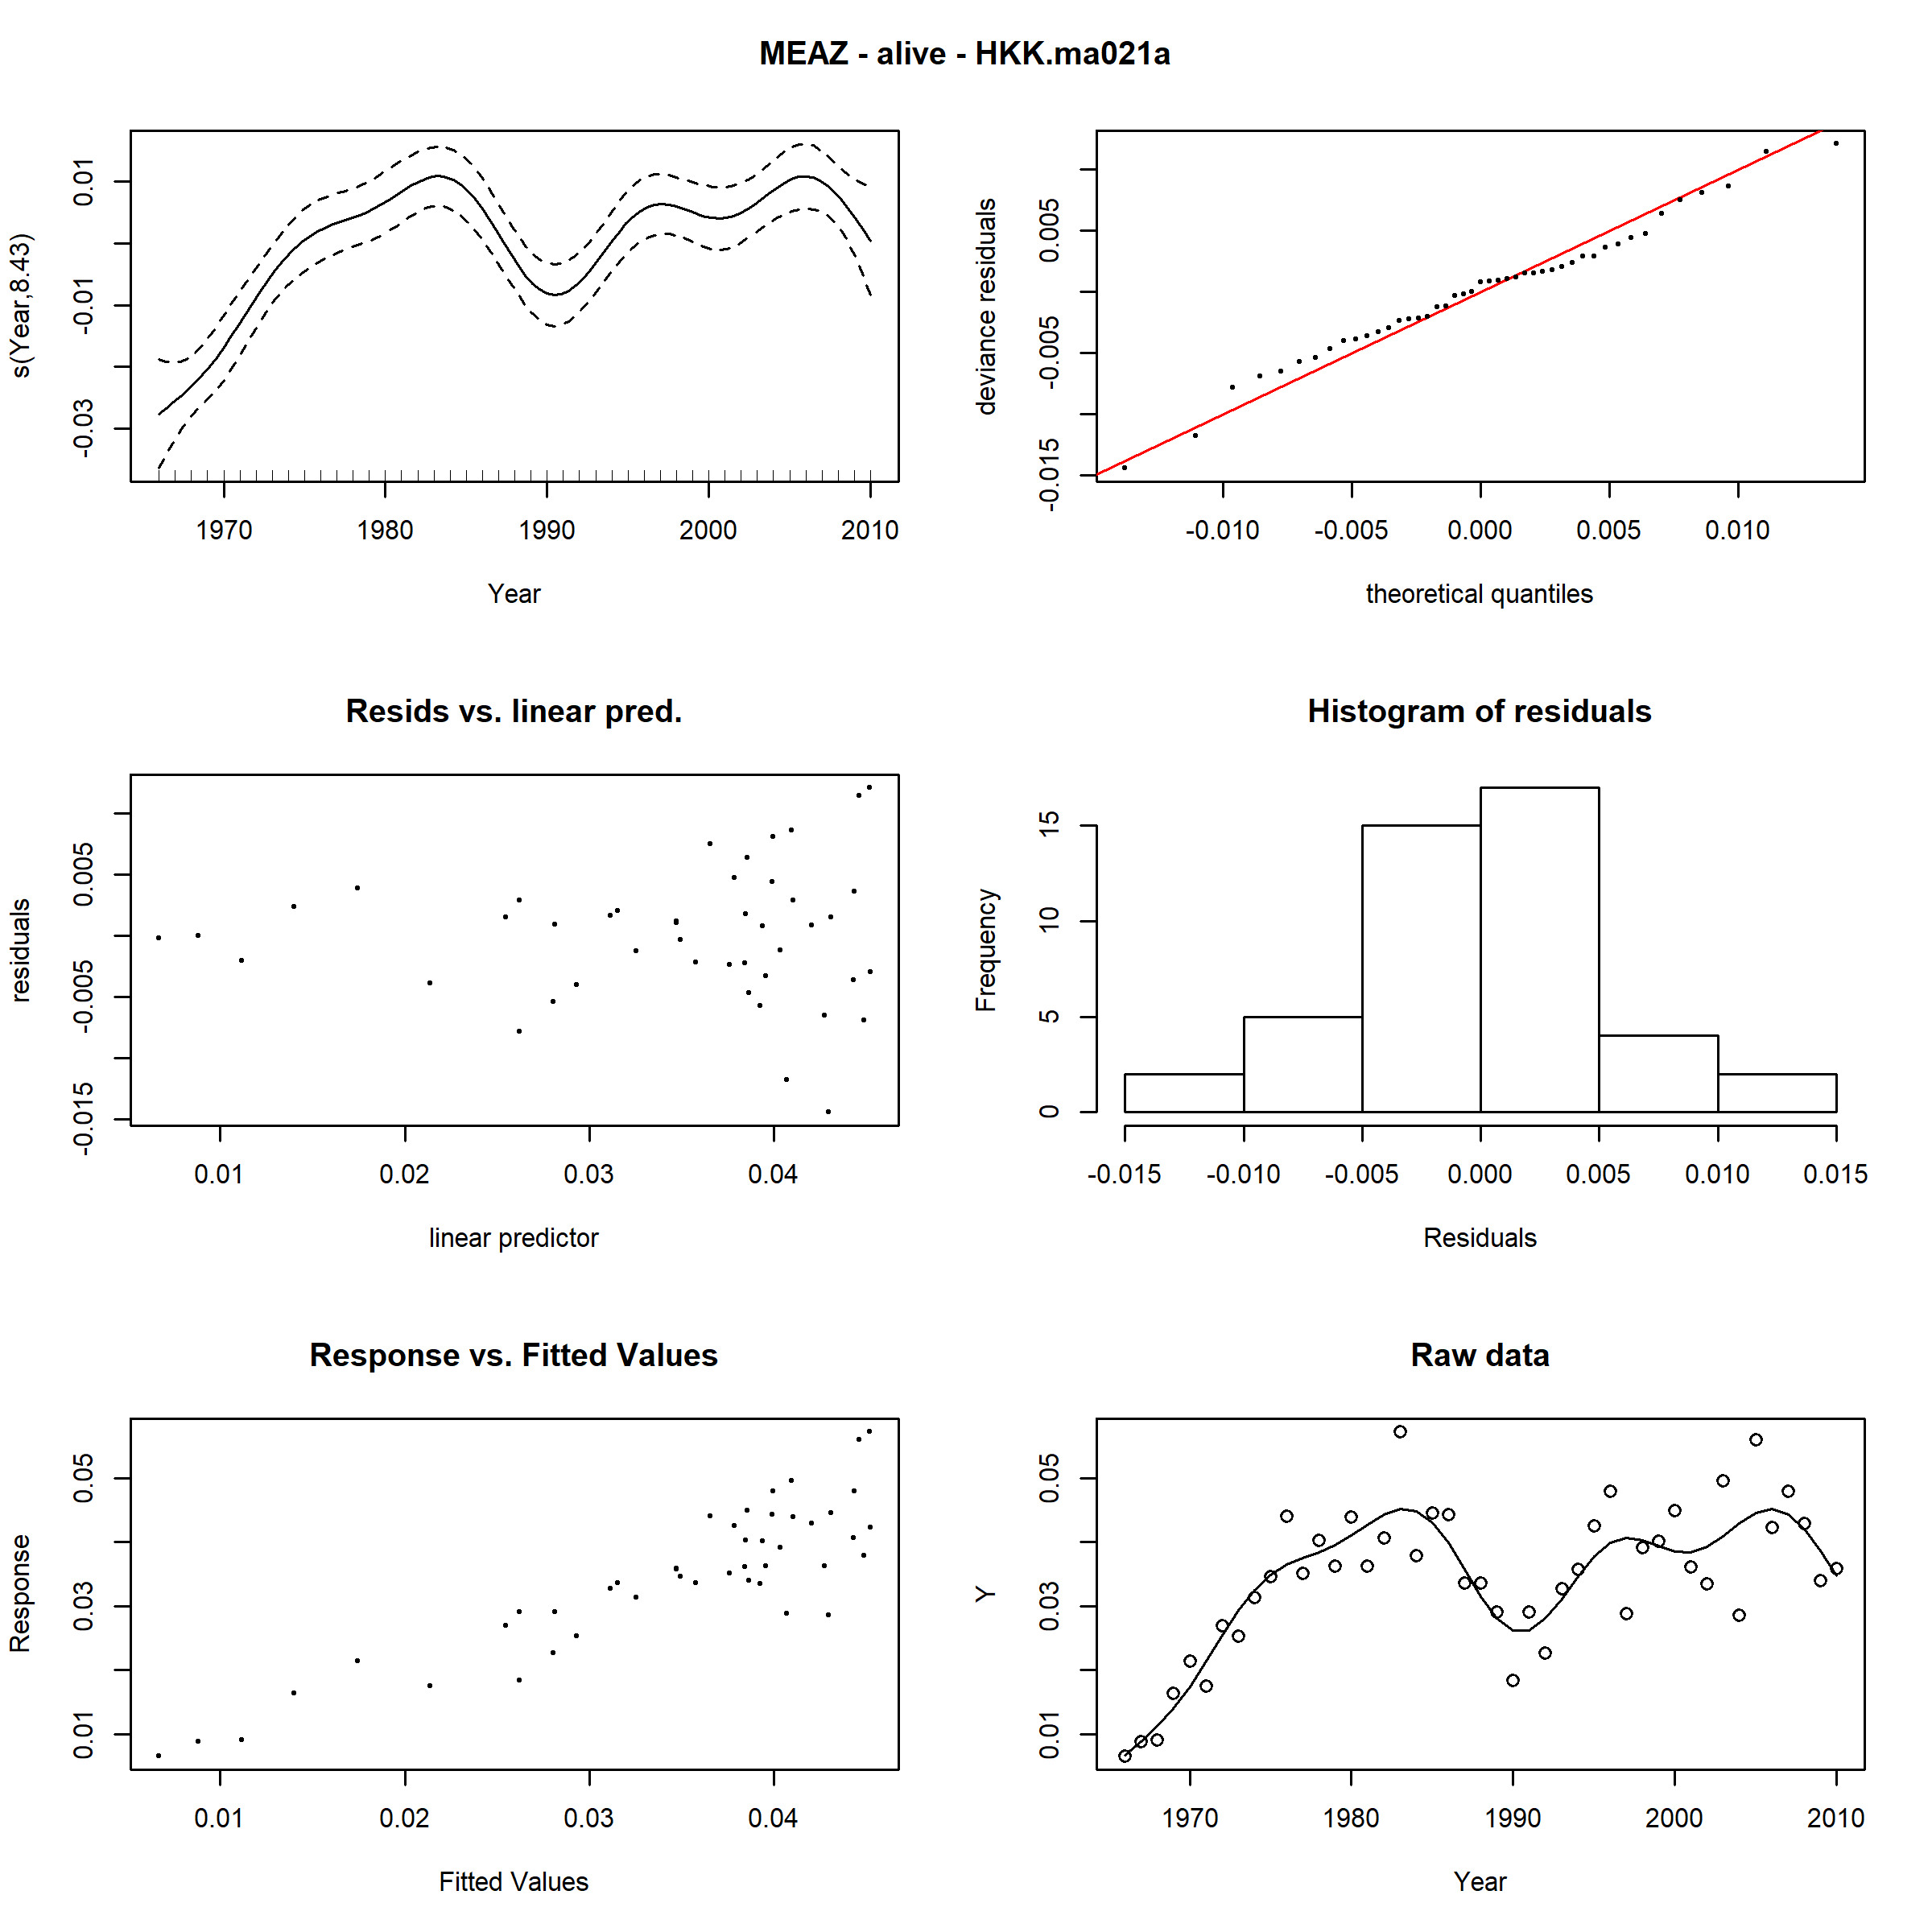 MEAZ - alive - HKK.ma021a
s(Year,8.43)
0.01
-0.01
-0.03
1970 1980 1990 2000 2010
Year
deviance residuals
0.005
-0.005
-0.015
-0.010 -0.005 0.000 0.005 0.010
theoretical quantiles
Resids vs. linear pred.
residuals
0.005
-0.005
-0.015
0.01 0.02 0.03 0.04
linear predictor
Histogram of residuals
Frequency
15
10
5
0
-0.015 -0.010 -0.005 0.000 0.005 0.010 0.015
Residuals
Response vs. Fitted Values
Response
0.05
0.03
0.01
0.01 0.02 0.03 0.04
Fitted Values
Raw data
Y
0.05
0.03
0.01
1970 1980 1990 2000 2010
Year